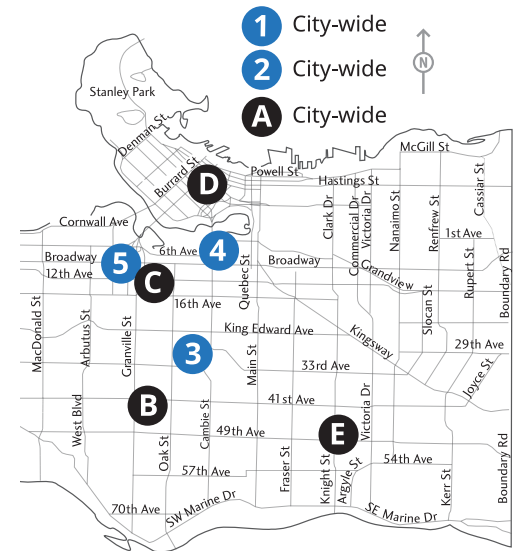 1 City-wide
2 City-wide
A City-wide
N
Stanley Park
Denman St
Burrard St
D
Powell St
McGill St
Hastings St
Clark Dr
Commercial Dr
Victoria Dr
Nanaimo St
Renfrew St
Cassiar St
Cornwall Ave
1st Ave
Broadway
5
6th Ave
4
Broadway
12th Ave
C
Quebec St
Grandview
Rupert St
Boundary Rd
16th Ave
Slocan St
MacDonald St
Arbutus St
Granville St
King Edward Ave
Kingsway
29th Ave
3
Main St
33rd Ave
Joyce St
B
41st Ave
Victoria Dr
West Blvd
Oak St
Cambie St
49th Ave
E
54th Ave
Boundary Rd
57th Ave
Fraser St
Knight St
Argyle St
Kerr St
70th Ave
SW Marine Dr
SE Marine Dr